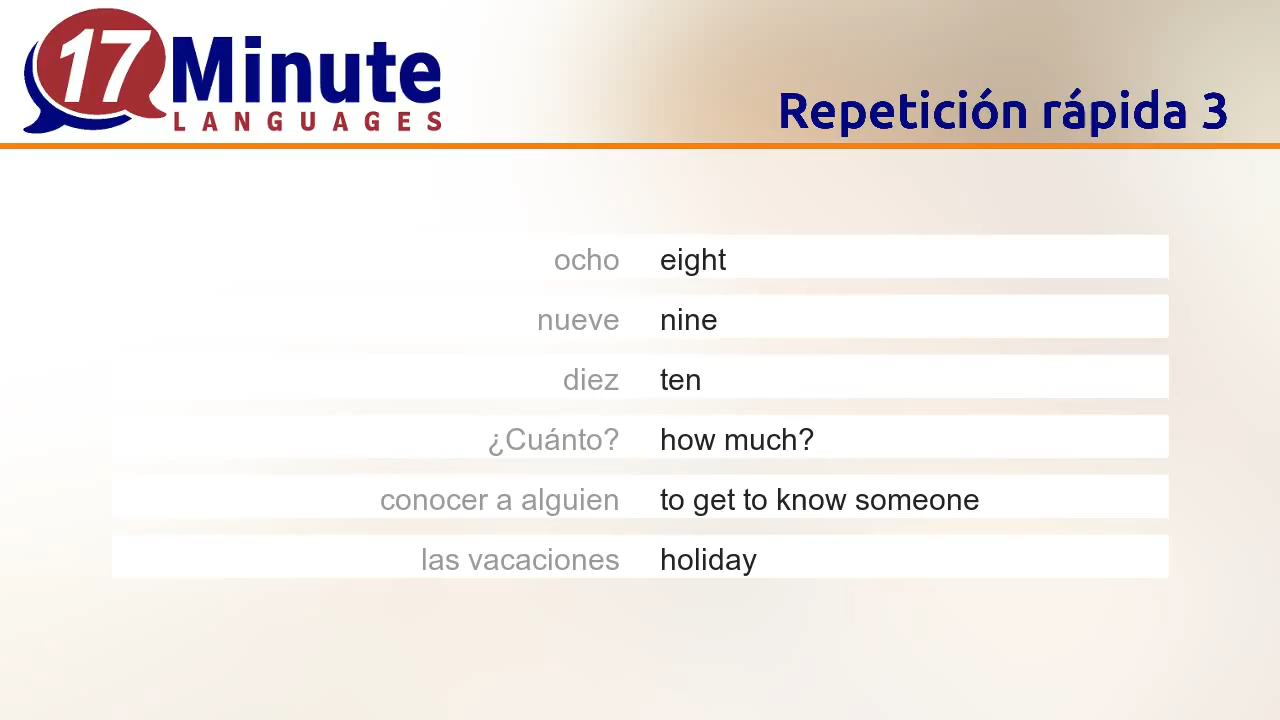 17 Minute
LANGUAGES
Repetición rápida 3
ocho eight
nueve nine
diez ten
¿Cuánto? how much?
conocer a alguien to get to know someone
las vacaciones holiday